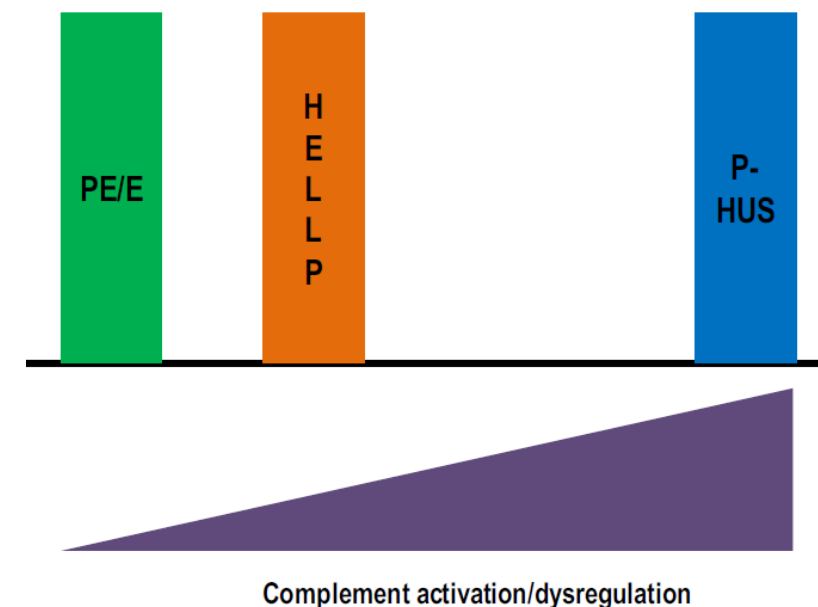 PE/E
H
E
L
L
P
P-
HUS
Complement activation/dysregulation